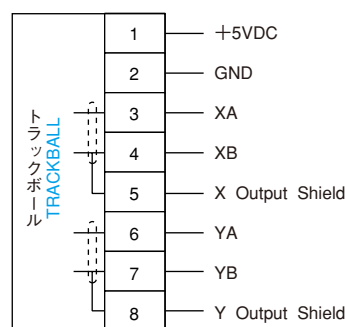 トラックボール
TRACKBALL
1 ＋5VDC
2 GND
3 XA
4 XB
5 X Output Shield
6 YA
7 YB
8 Y Output Shield